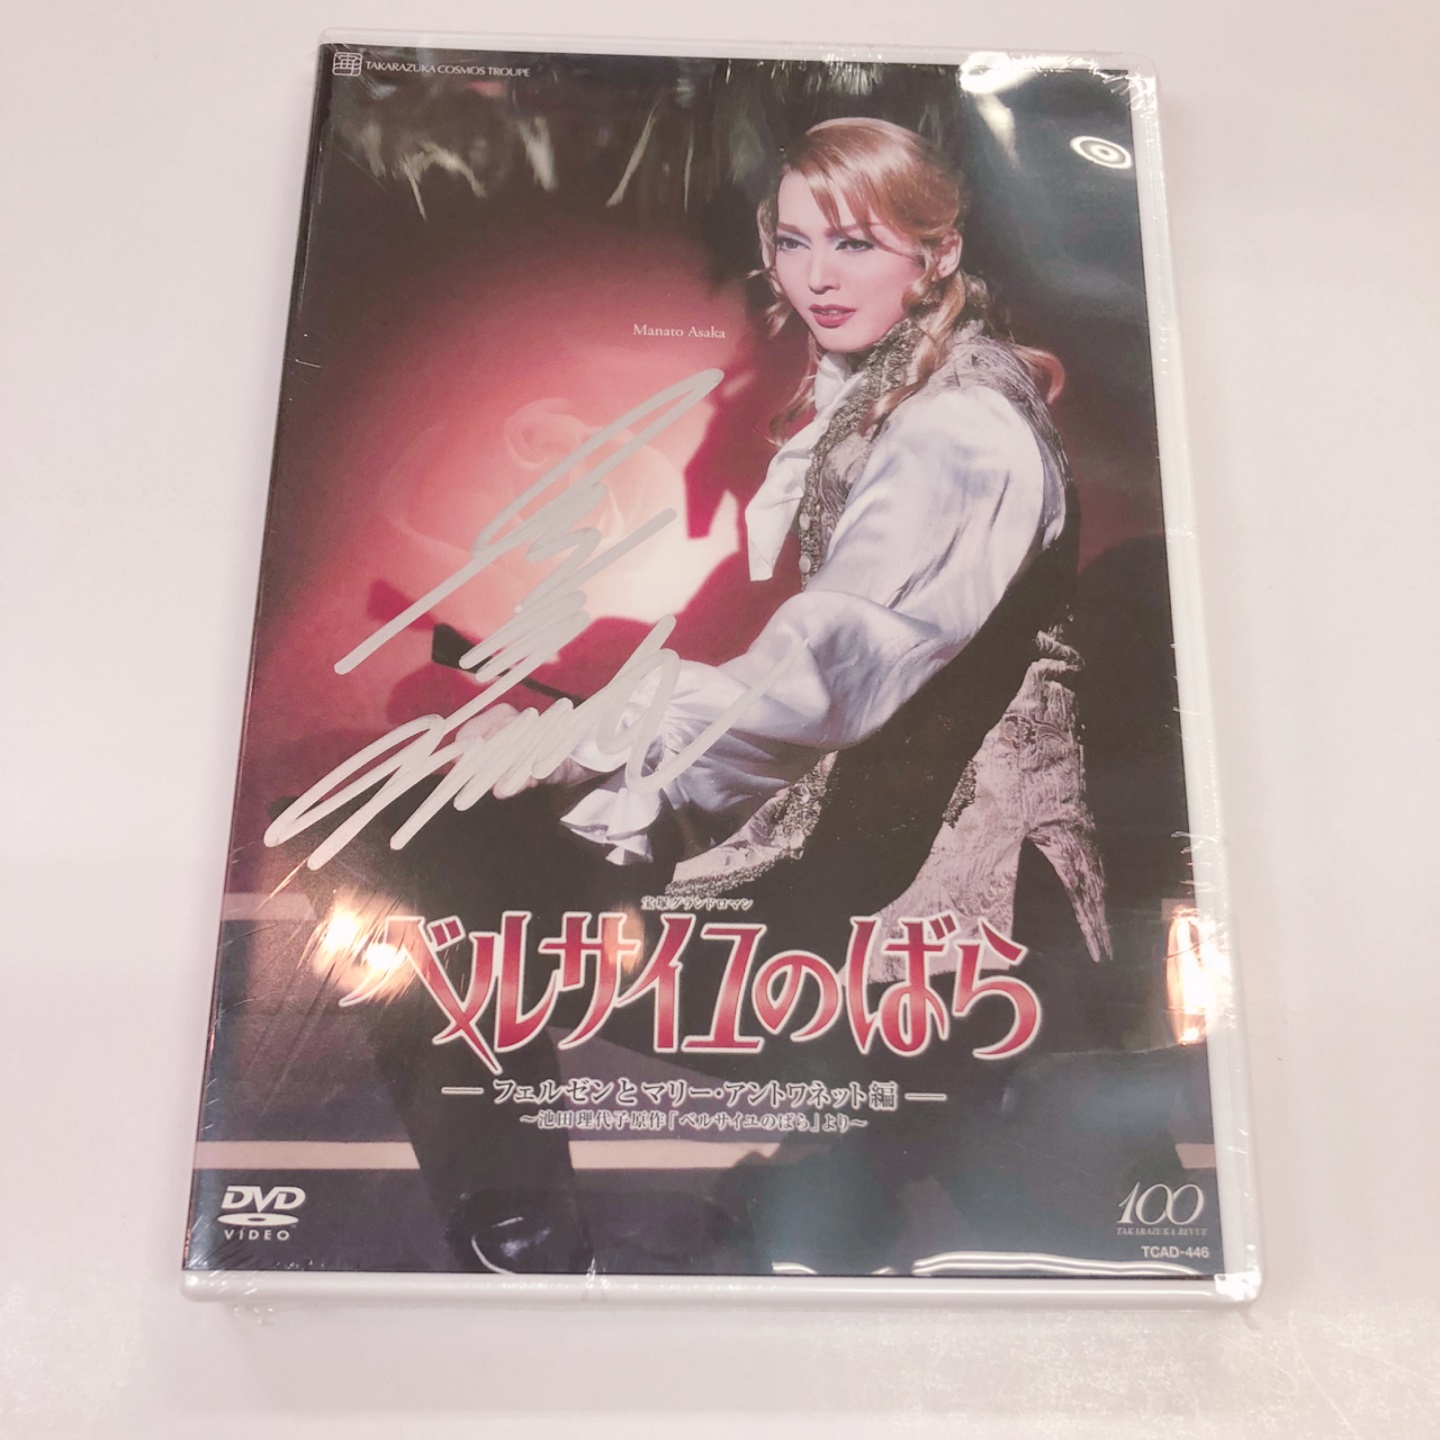 宙 TAKARAZUKA COSMOS TROUPE
Manato Asaka
宝塚グランドロマン
ベルサイユのばら
― フェルゼンとマリー・アントワネット編 ―
~池田理代子原作「ベルサイユのばら」より~
DVD
VIDEO
100
TAKARAZUKA REVUE
TCAD-446